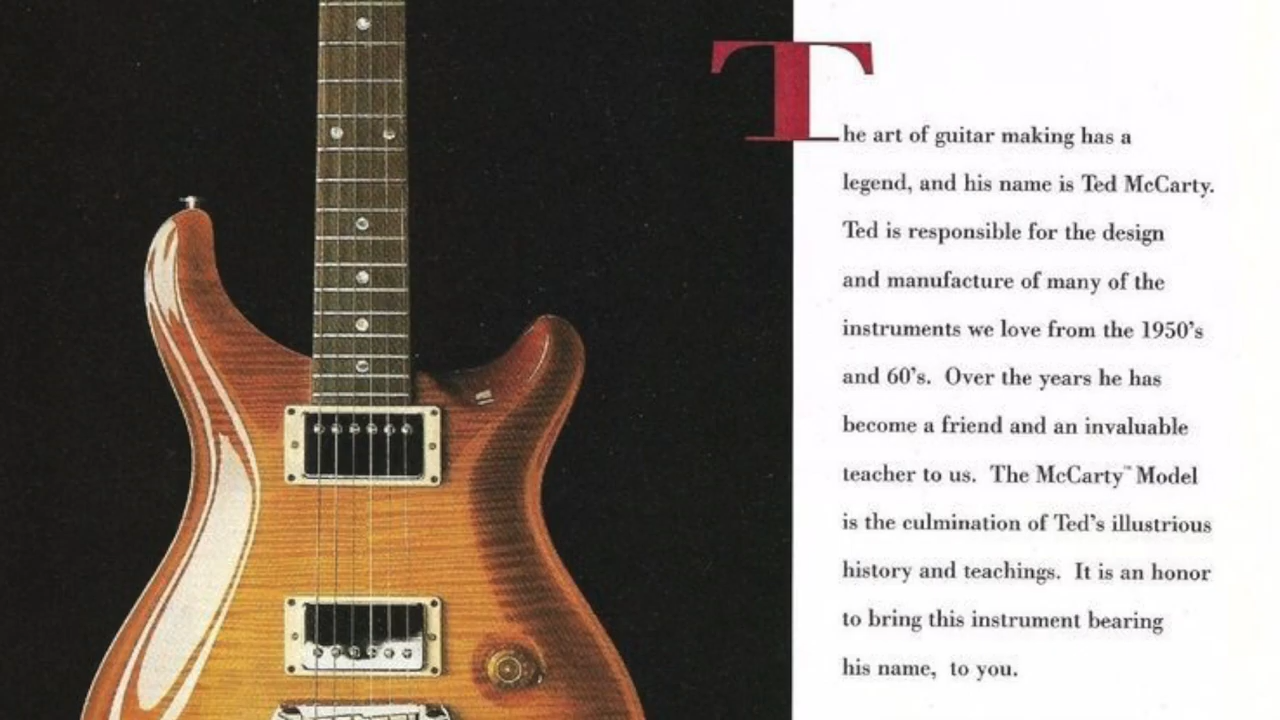 The art of guitar making has a
legend, and his name is Ted McCarty.
Ted is responsible for the design
and manufacture of many of the
instruments we love from the 1950's
and 60's. Over the years he has
become a friend and an invaluable
teacher to us. The McCarty™ Model
is the culmination of Ted's illustrious
history and teachings. It is an honor
to bring this instrument bearing
his name, to you.